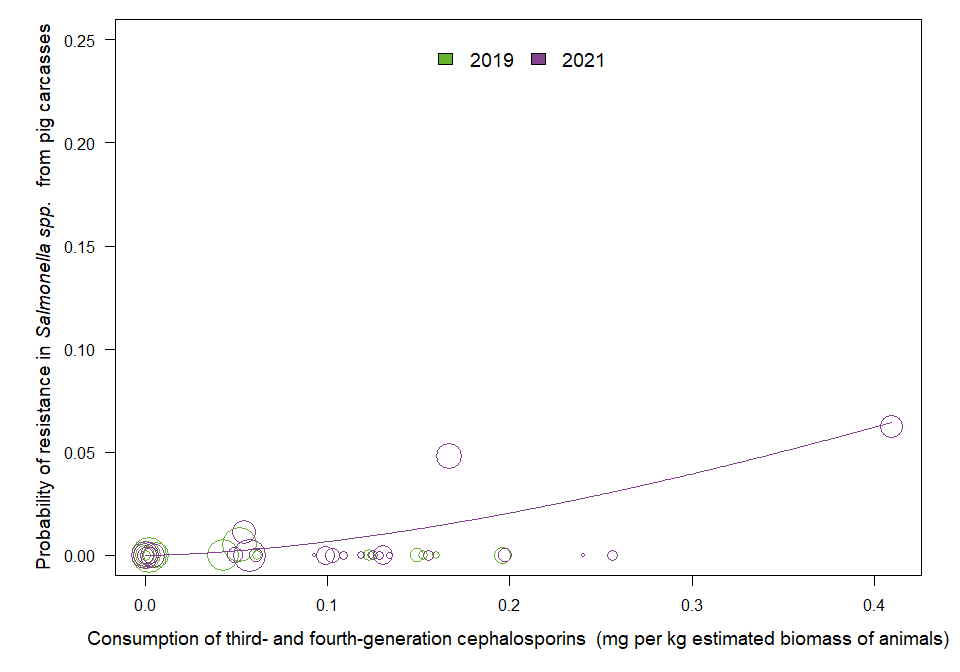 Probability of resistance in Salmonella spp. from pig carcasses
0.25
0.20
0.15
0.10
0.05
0.00
2019 2021
0.0 0.1 0.2 0.3 0.4
Consumption of third- and fourth-generation cephalosporins (mg per kg estimated biomass of animals)